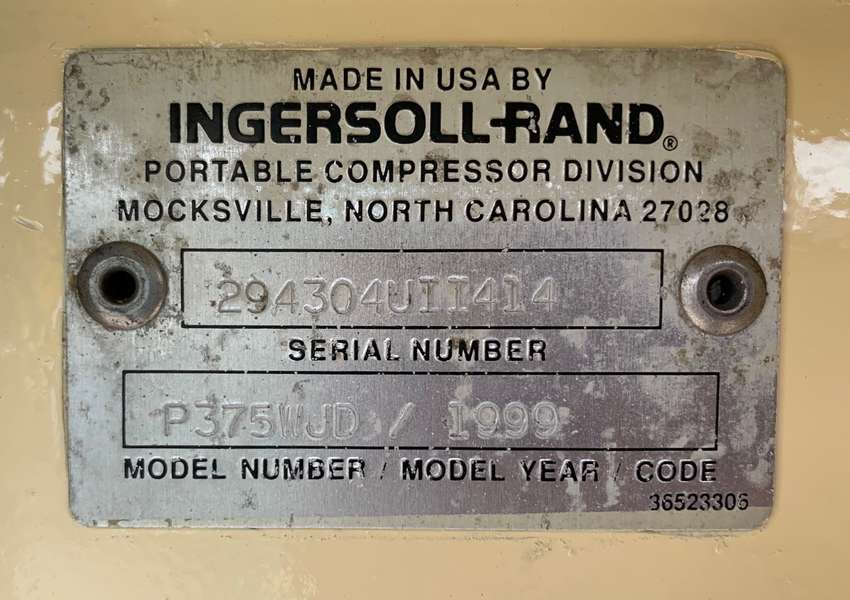 MADE IN USA BY
INGERSOLL-RAND®
PORTABLE COMPRESSOR DIVISION
MOCKSVILLE, NORTH CAROLINA 27028
294304UII414
SERIAL NUMBER
P375WJD / 1999
MODEL NUMBER / MODEL YEAR / CODE
36523306